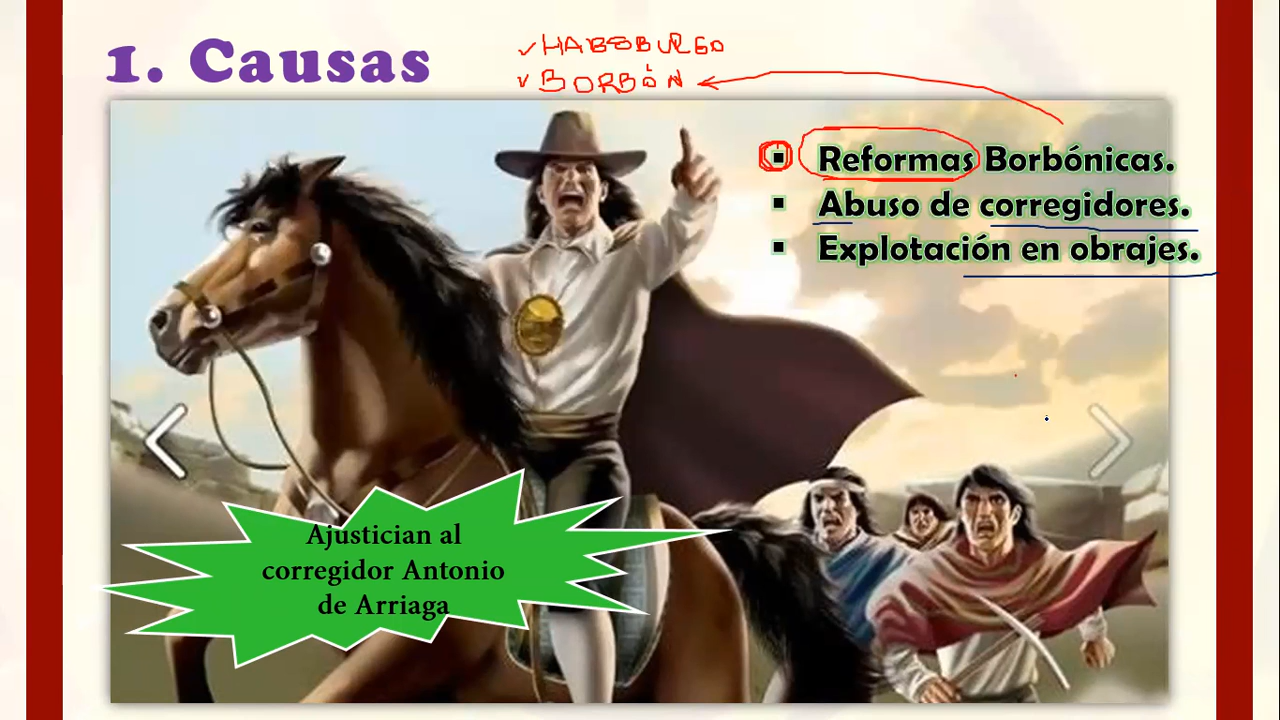 1. Causas
HABSBURGO
BORBÓN
Reformas Borbónicas.
Abuso de corregidores.
Explotación en obrajes.
Ajustician al
corregidor Antonio
de Arriaga